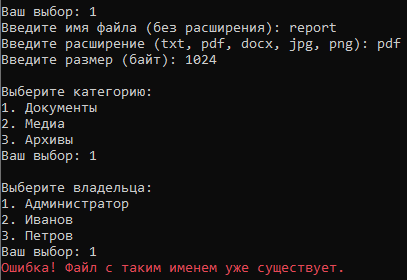 Ваш выбор: 1
Введите имя файла (без расширения): report
Введите расширение (txt, pdf, docx, jpg, png): pdf
Введите размер (байт): 1024
Выберите категорию:
1. Документы
2. Медиа
3. Архивы
Ваш выбор: 1
Выберите владельца:
1. Администратор
2. Иванов
3. Петров
Ваш выбор: 1
Ошибка! Файл с таким именем уже существует.